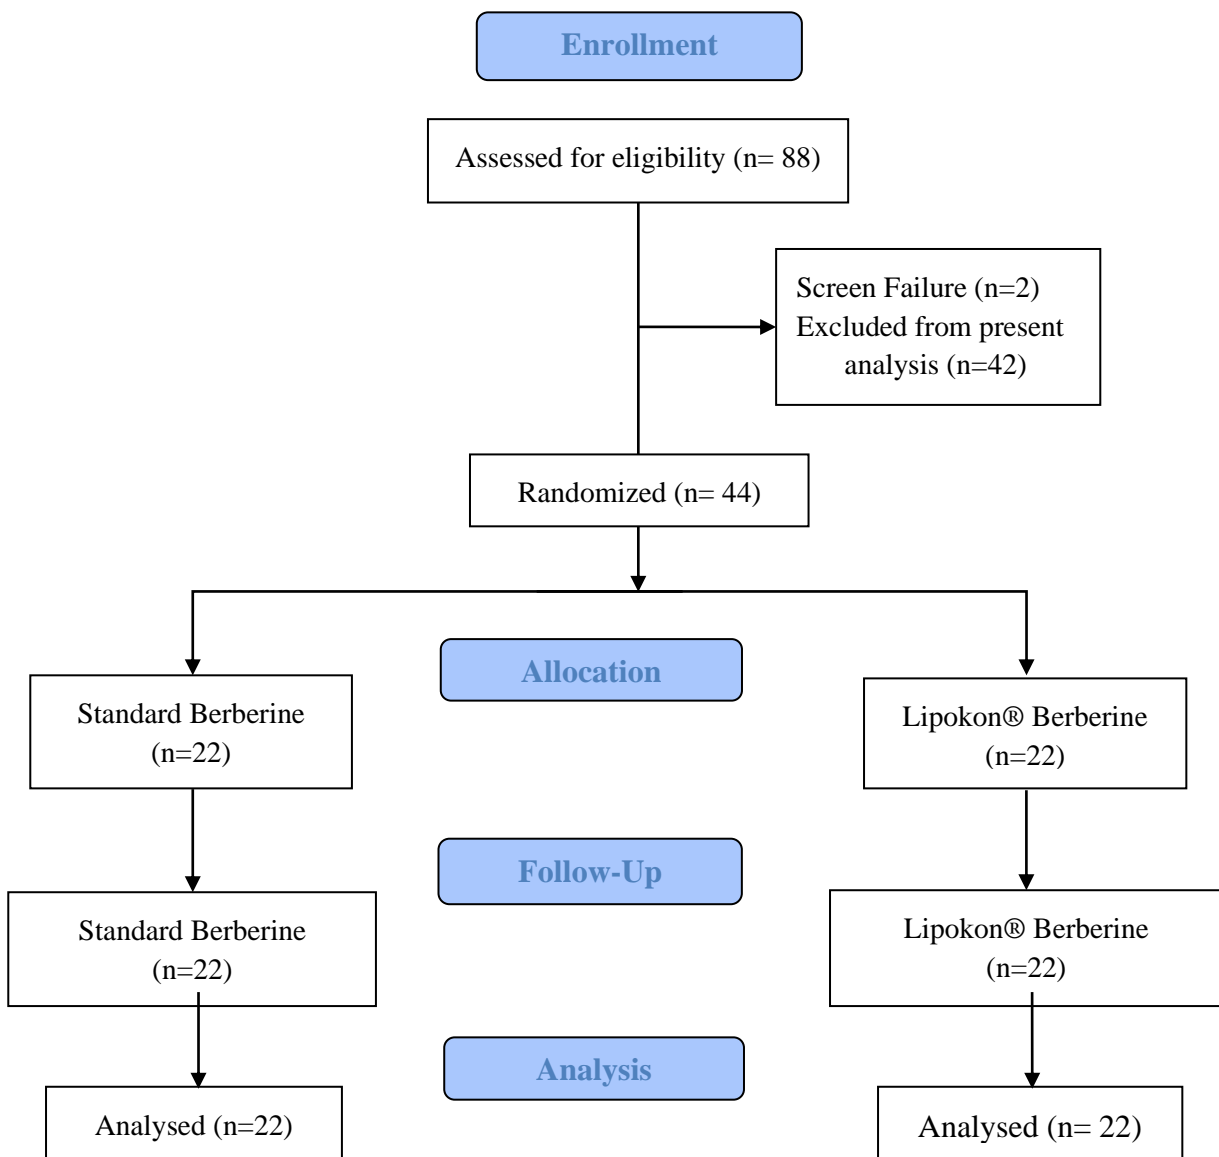 Enrollment
Assessed for eligibility (n= 88)
Screen Failure (n=2)
Excluded from present
analysis (n=42)
Randomized (n= 44)
Allocation
Standard Berberine
(n=22)
Lipokon® Berberine
(n=22)
Follow-Up
Standard Berberine
(n=22)
Lipokon® Berberine
(n=22)
Analysis
Analysed (n=22)
Analysed (n= 22)